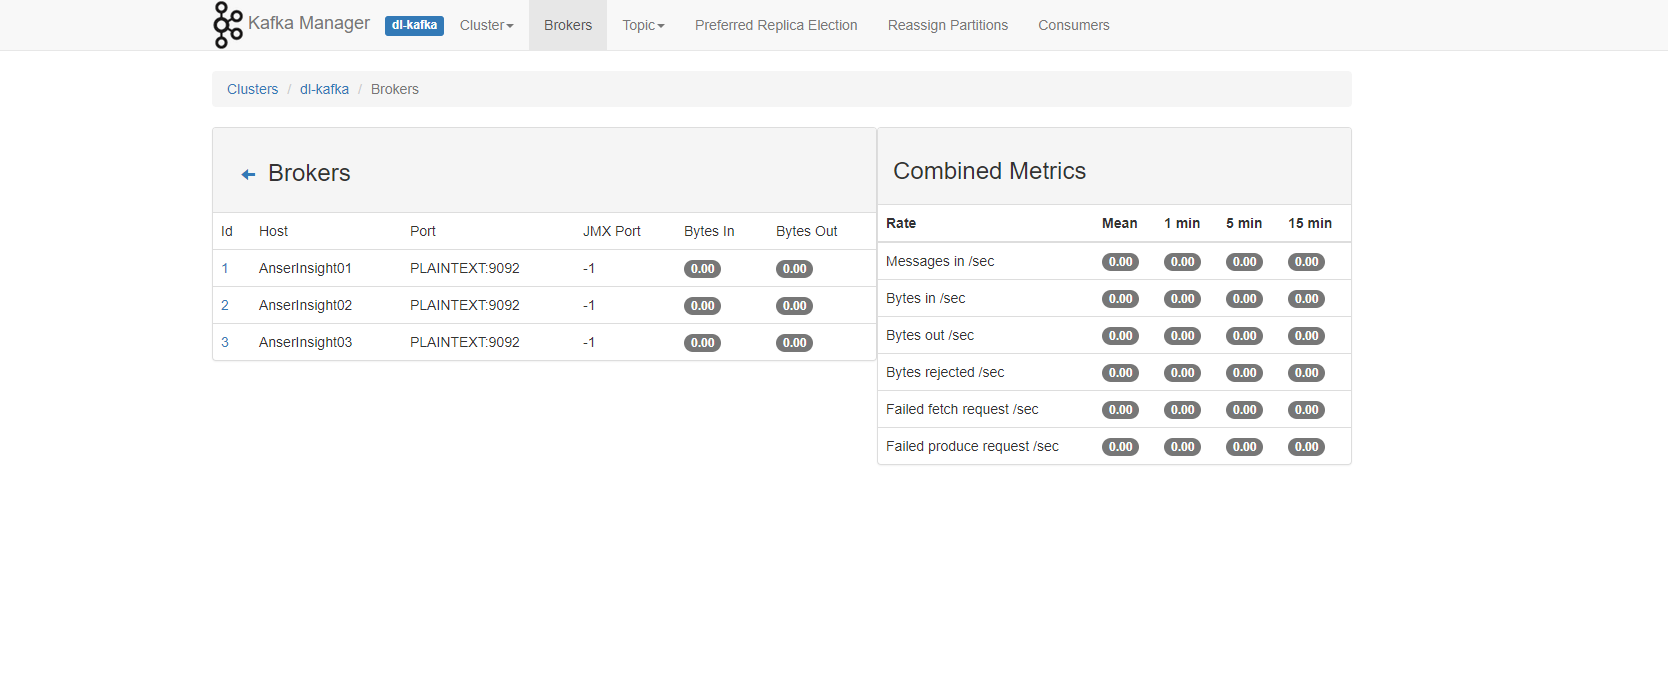 Kafka Manager dl-kafka Cluster Brokers Topic Preferred Replica Election Reassign Partitions Consumers
Clusters / dl-kafka / Brokers
Brokers
Id Host Port JMX Port Bytes In Bytes Out
1 AnserInsight01 PLAINTEXT:9092 -1 0.00 0.00
2 AnserInsight02 PLAINTEXT:9092 -1 0.00 0.00
3 AnserInsight03 PLAINTEXT:9092 -1 0.00 0.00
Combined Metrics
Rate Mean 1 min 5 min 15 min
Messages in /sec 0.00 0.00 0.00 0.00
Bytes in /sec 0.00 0.00 0.00 0.00
Bytes out /sec 0.00 0.00 0.00 0.00
Bytes rejected /sec 0.00 0.00 0.00 0.00
Failed fetch request /sec 0.00 0.00 0.00 0.00
Failed produce request /sec 0.00 0.00 0.00 0.00